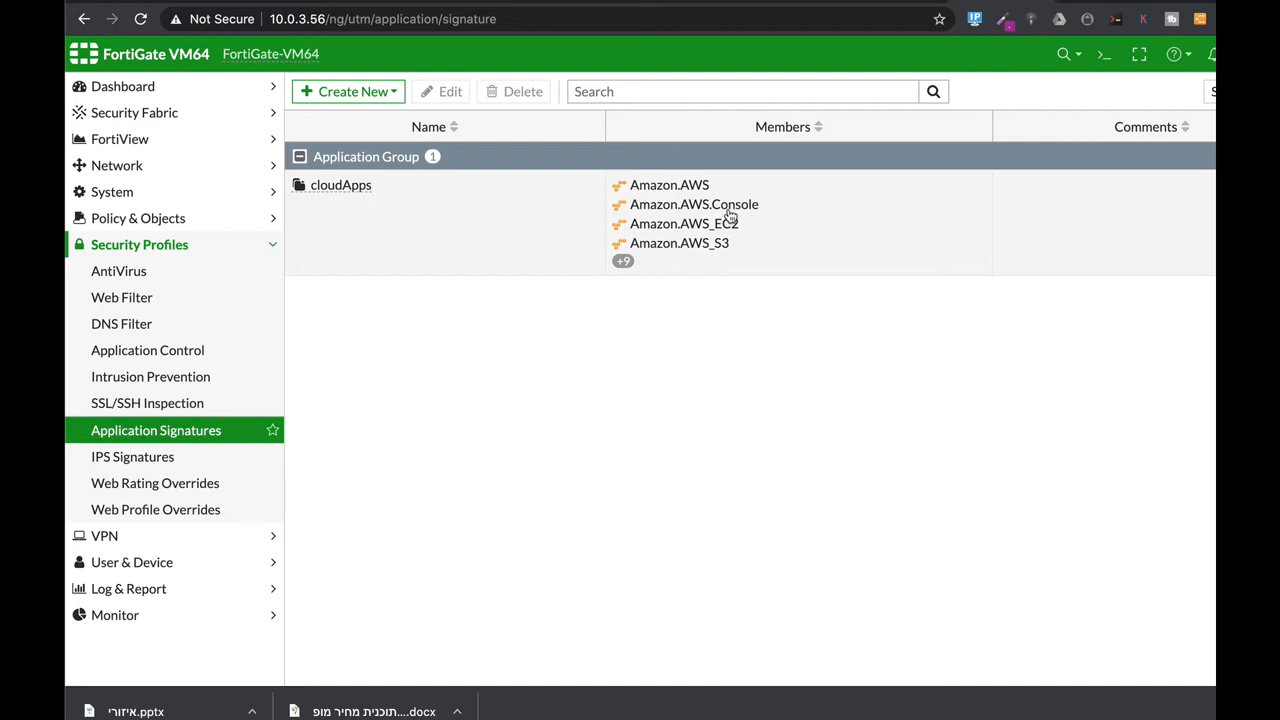 Not Secure 10.0.3.56/ng/utm/application/signature
FortiGate VM64 FortiGate-VM64
Dashboard
Security Fabric
FortiView
Network
System
Policy & Objects
Security Profiles
AntiVirus
Web Filter
DNS Filter
Application Control
Intrusion Prevention
SSL/SSH Inspection
Application Signatures
IPS Signatures
Web Rating Overrides
Web Profile Overrides
VPN
User & Device
Log & Report
Monitor
+ Create New Edit Delete Search
Name Members Comments
Application Group 1
cloudApps
Amazon.AWS
Amazon.AWS.Console
Amazon.AWS_EC2
Amazon.AWS_S3
+9
איזורי.pptx
תוכנית מחיר מופ....docx